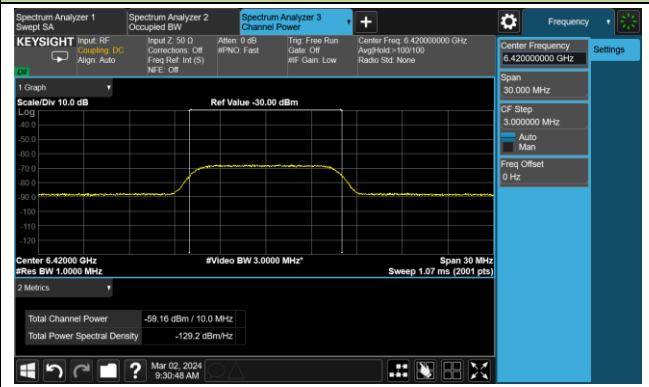 Spectrum Analyzer 1
Swept SA
Spectrum Analyzer 2
Occupied BW
Spectrum Analyzer 3
Channel Power
Frequency
KEYSIGHT
Input: RF
Coupling: DC
Align: Auto
Input Z: 50 Ω
Corrections: Off
Freq Ref: Int (S)
NFE: Off
Atten: 0 dB
#PNO: Fast
Trig: Free Run
Gate: Off
#IF Gain: Low
Center Freq: 6.420000000 GHz
Avg|Hold:>100/100
Radio Std: None
Center Frequency
6.420000000 GHz
Settings
Span
30.000 MHz
CF Step
3.000000 MHz
Auto
Man
Freq Offset
0 Hz
1 Graph
Scale/Div 10.0 dB
Ref Value -30.00 dBm
Log
-40.0
-50.0
-60.0
-70.0
-80.0
-90.0
-100
-110
-120
Center 6.42000 GHz
#Video BW 3.0000 MHz*
Span 30 MHz
#Res BW 1.0000 MHz
Sweep 1.07 ms (2001 pts)
2 Metrics
Total Channel Power -59.16 dBm / 10.0 MHz
Total Power Spectral Density -129.2 dBm/Hz
?
Mar 02, 2024
9:30:48 AM